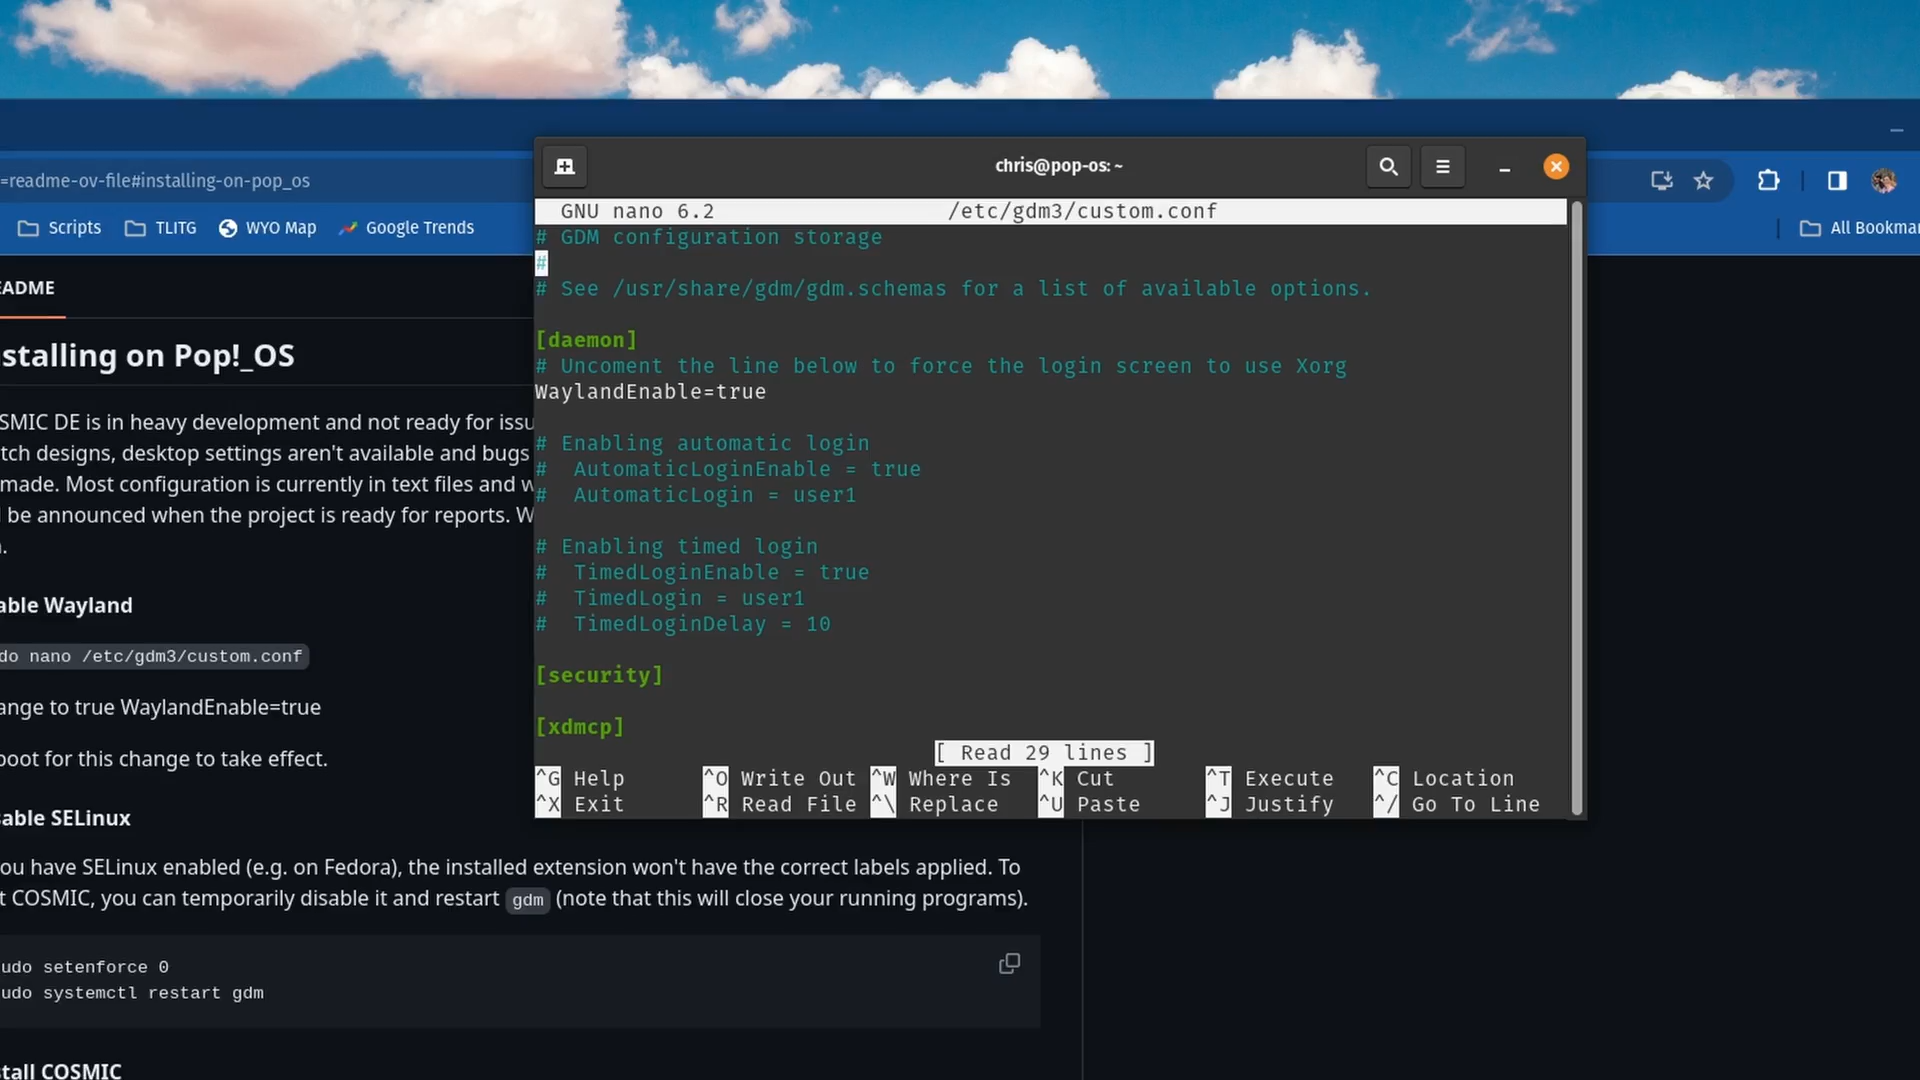 =readme-ov-file#installing-on-pop_os
Scripts
TLITG
WYO Map
Google Trends
All Bookmar
EADME
stalling on Pop!_OS
SMIC DE is in heavy development and not ready for issu
tch designs, desktop settings aren't available and bugs
made. Most configuration is currently in text files and w
l be announced when the project is ready for reports. W
able Wayland
do nano /etc/gdm3/custom.conf
ange to true WaylandEnable=true
boot for this change to take effect.
sable SELinux
ou have SELinux enabled (e.g. on Fedora), the installed extension won't have the correct labels applied. To
t COSMIC, you can temporarily disable it and restart gdm (note that this will close your running programs).
udo setenforce 0
udo systemctl restart gdm
stall COSMIC
chris@pop-os: ~
GNU nano 6.2 /etc/gdm3/custom.conf
# GDM configuration storage
#
# See /usr/share/gdm/gdm.schemas for a list of available options.
[daemon]
# Uncoment the line below to force the login screen to use Xorg
WaylandEnable=true
# Enabling automatic login
#  AutomaticLoginEnable = true
#  AutomaticLogin = user1
# Enabling timed login
#  TimedLoginEnable = true
#  TimedLogin = user1
#  TimedLoginDelay = 10
[security]
[xdmcp]
[ Read 29 lines ]
^G Help ^O Write Out ^W Where Is ^K Cut ^T Execute ^C Location
^X Exit ^R Read File ^\ Replace ^U Paste ^J Justify ^/ Go To Line